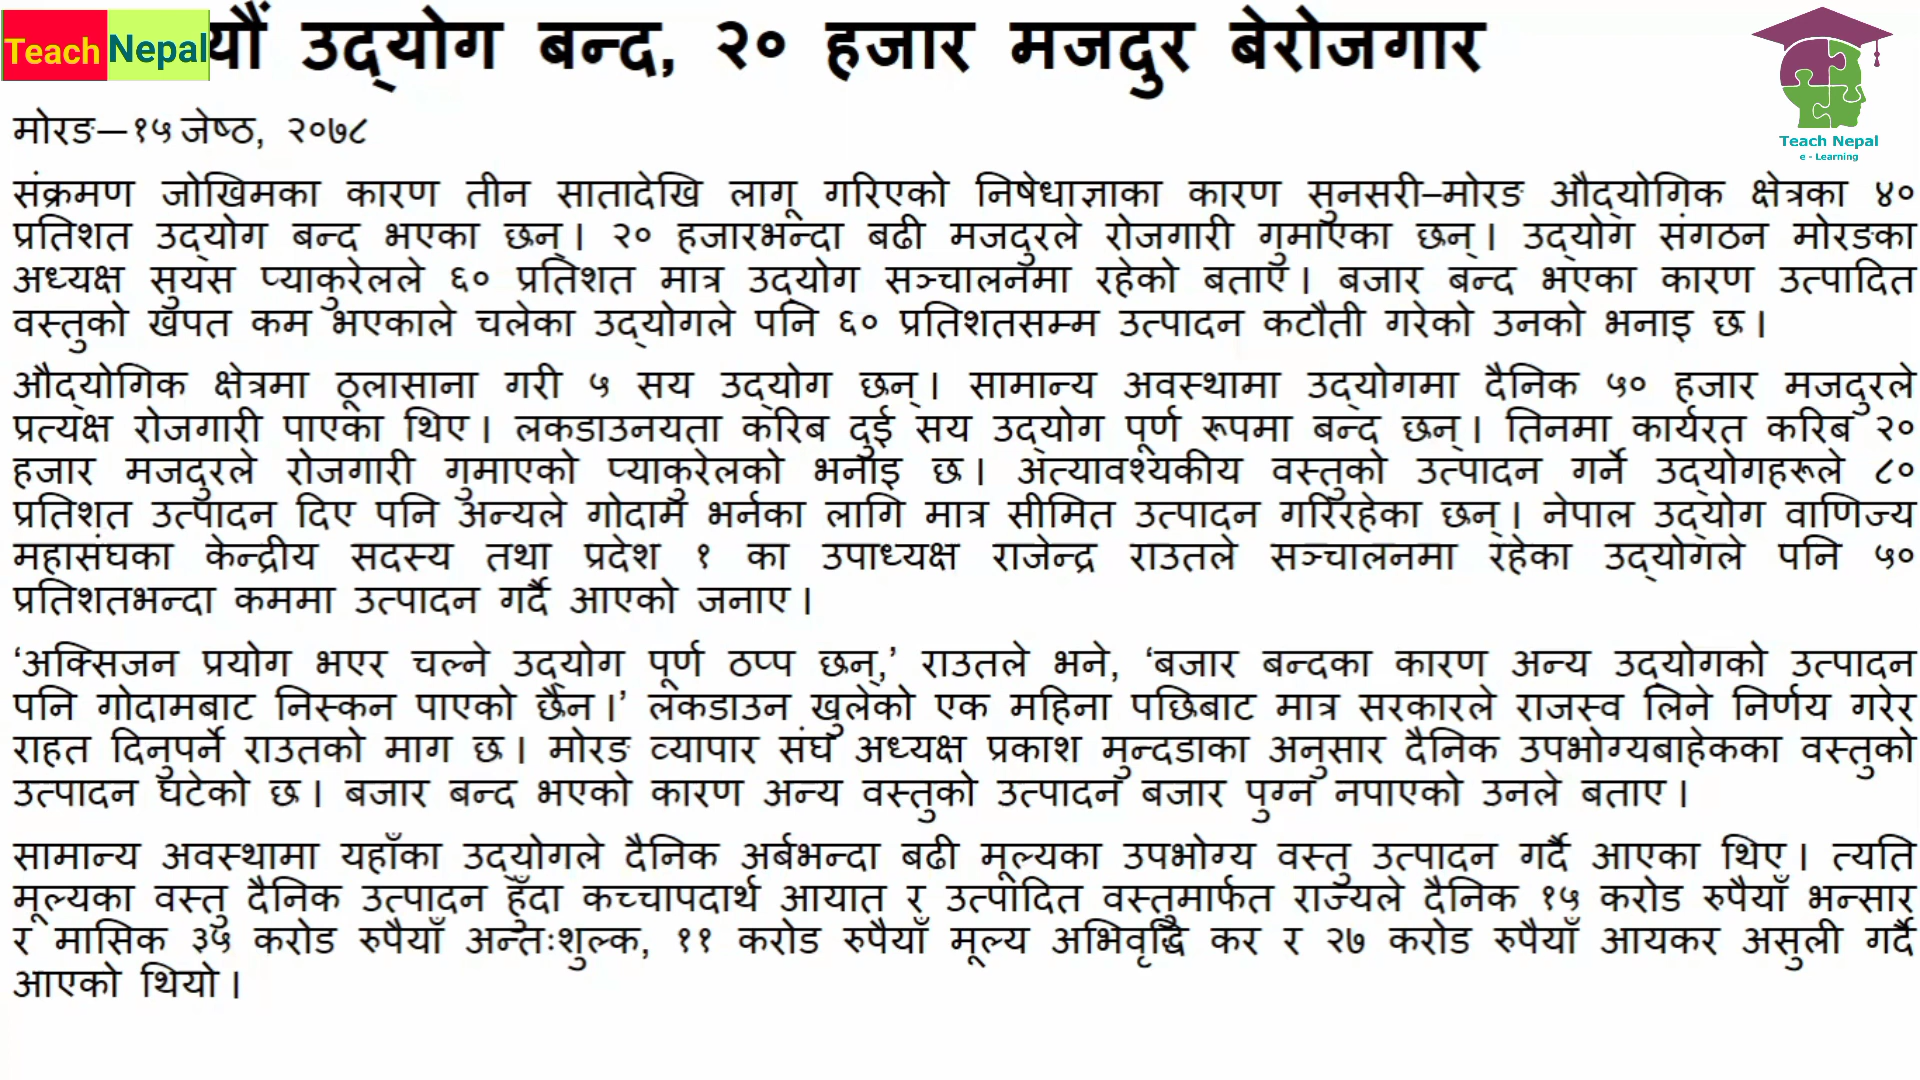 Teach Nepal
यौं उद्योग बन्द, २० हजार मजदुर बेरोजगार
Teach Nepal
e - Learning
मोरङ—१५ जेष्ठ, २०७८
संक्रमण जोखिमका कारण तीन सातादेखि लागू गरिएको निषेधाज्ञाका कारण सुनसरी–मोरङ औद्योगिक क्षेत्रका ४०
प्रतिशत उद्योग बन्द भएका छन्। २० हजारभन्दा बढी मजदुरले रोजगारी गुमाएका छन्। उद्योग संगठन मोरङका
अध्यक्ष सुयस प्याकुरेलले ६० प्रतिशत मात्र उद्योग सञ्चालनमा रहेको बताए। बजार बन्द भएका कारण उत्पादित
वस्तुको खपत कम भएकाले चलेका उद्योगले पनि ६० प्रतिशतसम्म उत्पादन कटौती गरेको उनको भनाइ छ।
औद्योगिक क्षेत्रमा ठूलासाना गरी ५ सय उद्योग छन्। सामान्य अवस्थामा उद्योगमा दैनिक ५० हजार मजदुरले
प्रत्यक्ष रोजगारी पाएका थिए। लकडाउनयता करिब दुई सय उद्योग पूर्ण रूपमा बन्द छन्। तिनमा कार्यरत करिब २०
हजार मजदुरले रोजगारी गुमाएको प्याकुरेलको भनाइ छ। अत्यावश्यकीय वस्तुको उत्पादन गर्ने उद्योगहरूले ८०
प्रतिशत उत्पादन दिए पनि अन्यले गोदाम भर्नका लागि मात्र सीमित उत्पादन गरिरहेका छन्। नेपाल उद्योग वाणिज्य
महासंघका केन्द्रीय सदस्य तथा प्रदेश १ का उपाध्यक्ष राजेन्द्र राउतले सञ्चालनमा रहेका उद्योगले पनि ५०
प्रतिशतभन्दा कममा उत्पादन गर्दै आएको जनाए।
‘अक्सिजन प्रयोग भएर चल्ने उद्योग पूर्ण ठप्प छन्,’ राउतले भने, ‘बजार बन्दका कारण अन्य उद्योगको उत्पादन
पनि गोदामबाट निस्कन पाएको छैन।’ लकडाउन खुलेको एक महिना पछिबाट मात्र सरकारले राजस्व लिने निर्णय गरेर
राहत दिनुपर्ने राउतको माग छ। मोरङ व्यापार संघ अध्यक्ष प्रकाश मुन्दडाका अनुसार दैनिक उपभोग्यबाहेकका वस्तुको
उत्पादन घटेको छ। बजार बन्द भएको कारण अन्य वस्तुको उत्पादन बजार पुग्न नपाएको उनले बताए।
सामान्य अवस्थामा यहाँका उद्योगले दैनिक अर्बभन्दा बढी मूल्यका उपभोग्य वस्तु उत्पादन गर्दै आएका थिए। त्यति
मूल्यका वस्तु दैनिक उत्पादन हुँदा कच्चापदार्थ आयात र उत्पादित वस्तुमार्फत राज्यले दैनिक १५ करोड रुपैयाँ भन्सार
र मासिक ३५ करोड रुपैयाँ अन्तःशुल्क, ११ करोड रुपैयाँ मूल्य अभिवृद्धि कर र २७ करोड रुपैयाँ आयकर असुली गर्दै
आएको थियो।